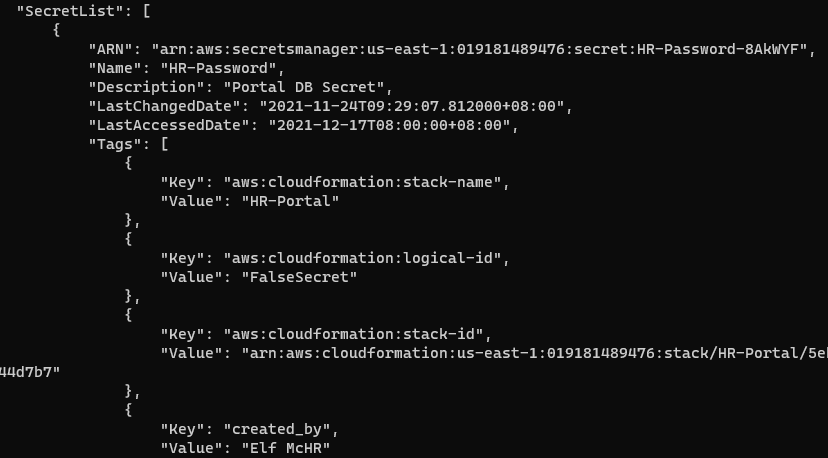 "SecretList": [
{
"ARN": "arn:aws:secretsmanager:us-east-1:019181489476:secret:HR-Password-8AkWYF",
"Name": "HR-Password",
"Description": "Portal DB Secret",
"LastChangedDate": "2021-11-24T09:29:07.812000+08:00",
"LastAccessedDate": "2021-12-17T08:00:00+08:00",
"Tags": [
{
"Key": "aws:cloudformation:stack-name",
"Value": "HR-Portal"
},
{
"Key": "aws:cloudformation:logical-id",
"Value": "FalseSecret"
},
{
"Key": "aws:cloudformation:stack-id",
"Value": "arn:aws:cloudformation:us-east-1:019181489476:stack/HR-Portal/5e
44d7b7"
},
{
"Key": "created_by",
"Value": "Elf McHR"